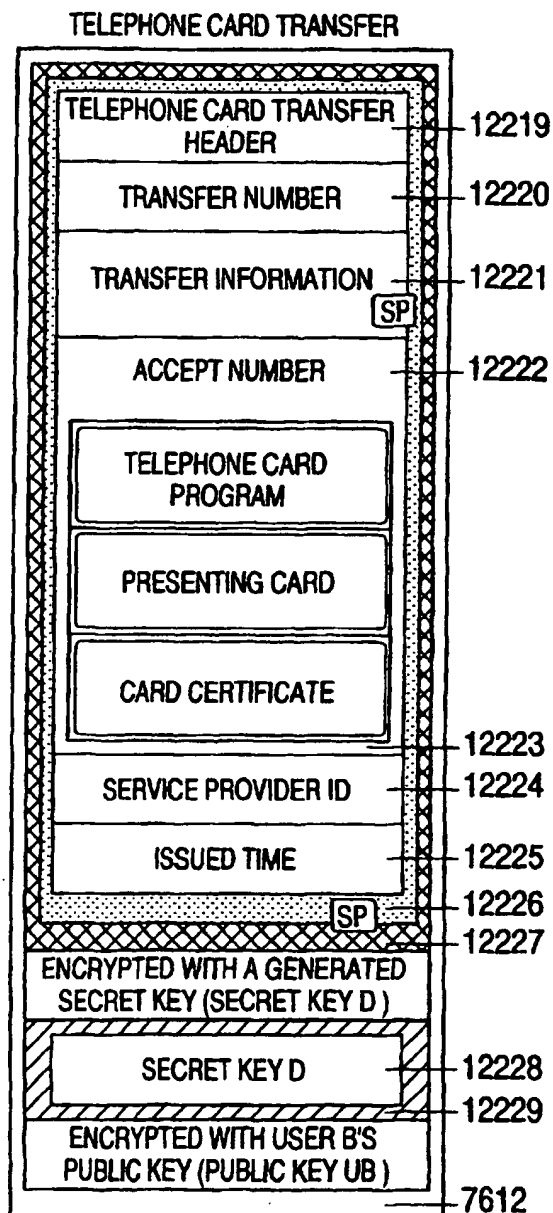 TELEPHONE CARD TRANSFER
TELEPHONE CARD TRANSFER
HEADER
12219
TRANSFER NUMBER
12220
TRANSFER INFORMATION
12221
SP
ACCEPT NUMBER
12222
TELEPHONE CARD
PROGRAM
PRESENTING CARD
CARD CERTIFICATE
12223
SERVICE PROVIDER ID
12224
ISSUED TIME
12225
SP
12226
12227
ENCRYPTED WITH A GENERATED
SECRET KEY (SECRET KEY D )
SECRET KEY D
12228
12229
ENCRYPTED WITH USER B'S
PUBLIC KEY (PUBLIC KEY UB )
7612